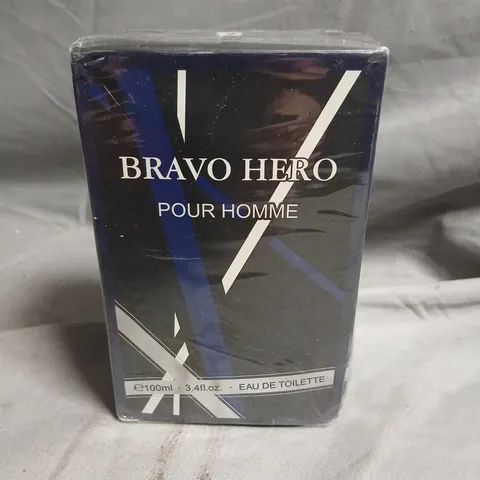 BRAVO HERO
POUR HOMME
℮100ml · 3.4fl.oz. · EAU DE TOILETTE